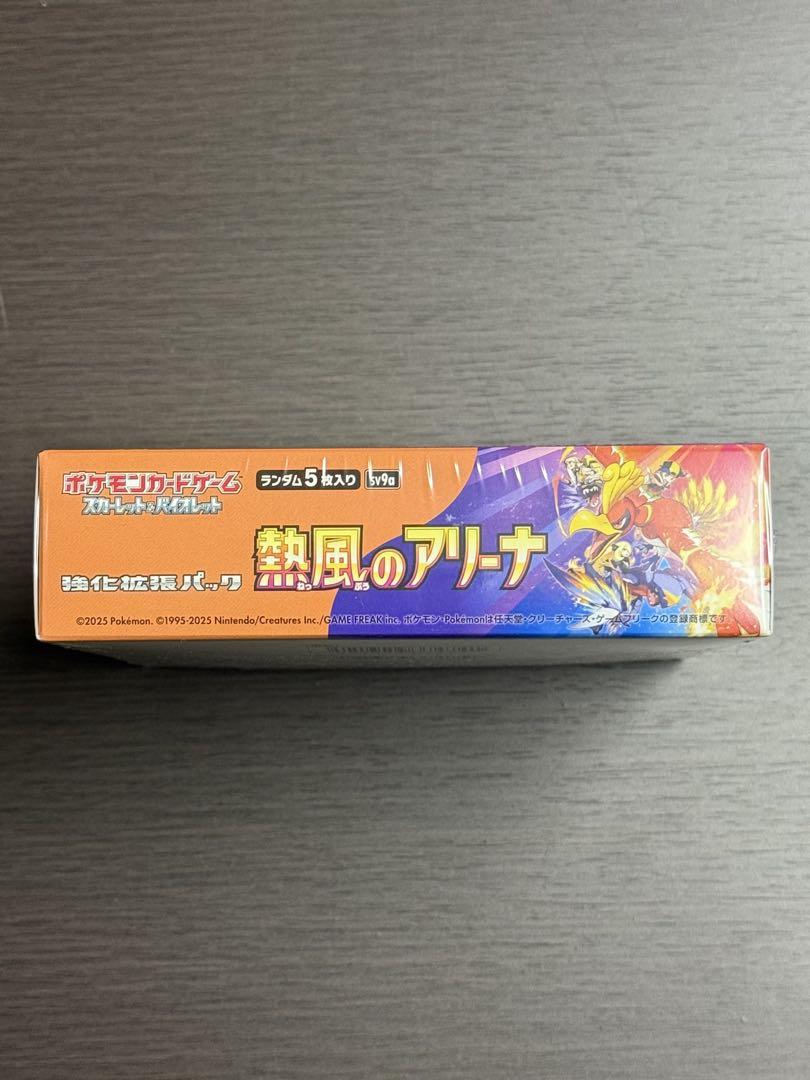 ポケモンカードゲーム
スカーレット&バイオレット
ランダム5枚入り
sv9a
強化拡張パック
熱風のアリーナ
ねっ ぷう
©2025 Pokémon. ©1995-2025 Nintendo/Creatures Inc./GAME FREAK inc. ポケモン・Pokémonは任天堂・クリーチャーズ・ゲームフリークの登録商標です